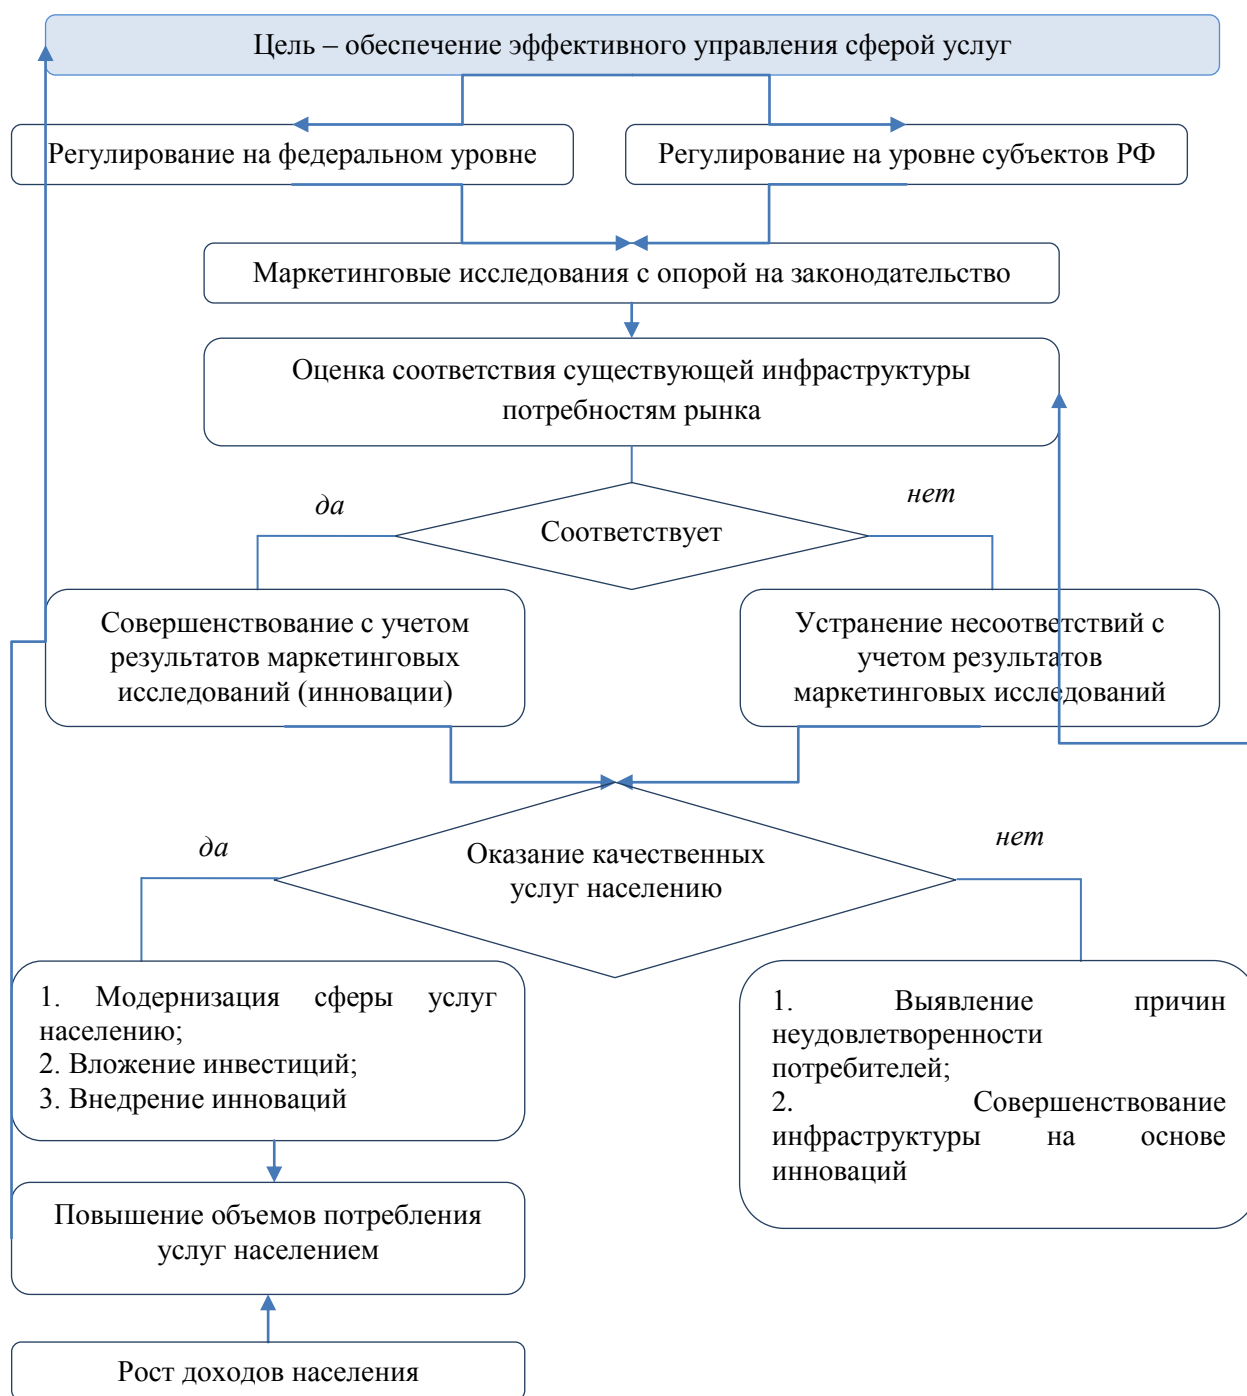 Цель – обеспечение эффективного управления сферой услуг
Регулирование на федеральном уровне
Регулирование на уровне субъектов РФ
Маркетинговые исследования с опорой на законодательство
Оценка соответствия существующей инфраструктуры
потребностям рынка
да
нет
Соответствует
Совершенствование с учетом
результатов маркетинговых
исследований (инновации)
Устранение несоответствий с
учетом результатов
маркетинговых исследований
да
нет
Оказание качественных
услуг населению
1. Модернизация сферы услуг
населению;
2. Вложение инвестиций;
3. Внедрение инноваций
1. Выявление причин
неудовлетворенности
потребителей;
2. Совершенствование
инфраструктуры на основе
инноваций
Повышение объемов потребления
услуг населением
Рост доходов населения